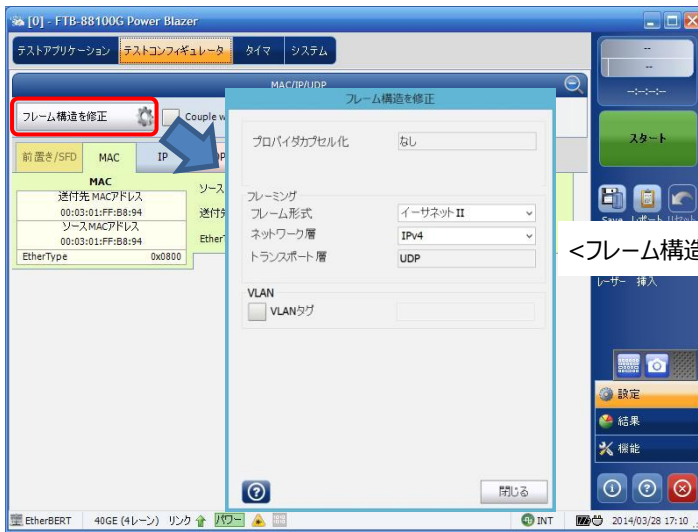 [0] - FTB-88100G Power Blazer
テストアプリケーション テストコンフィギュレータ タイマ システム
MAC/IP/UDP
フレーム構造を修正 Couple w
前置き/SFD MAC IP
MAC
送付先 MACアドレス
00:03:01:FF:B8:94
ソースMACアドレス
00:03:01:FF:B8:94
EtherType 0x0800
ソース
送付先
Ether
フレーム構造を修正
プロバイダカプセル化 なし
フレーミング
フレーム形式 イーサネット II
ネットワーク層 IPv4
トランスポート層 UDP
VLAN
VLANタグ
閉じる
<フレーム構造
--
--
--:--:--
スタート
レーザー 挿入
設定
結果
機能
EtherBERT 40GE (4レーン) リンク パワー INT 2014/03/28 17:10